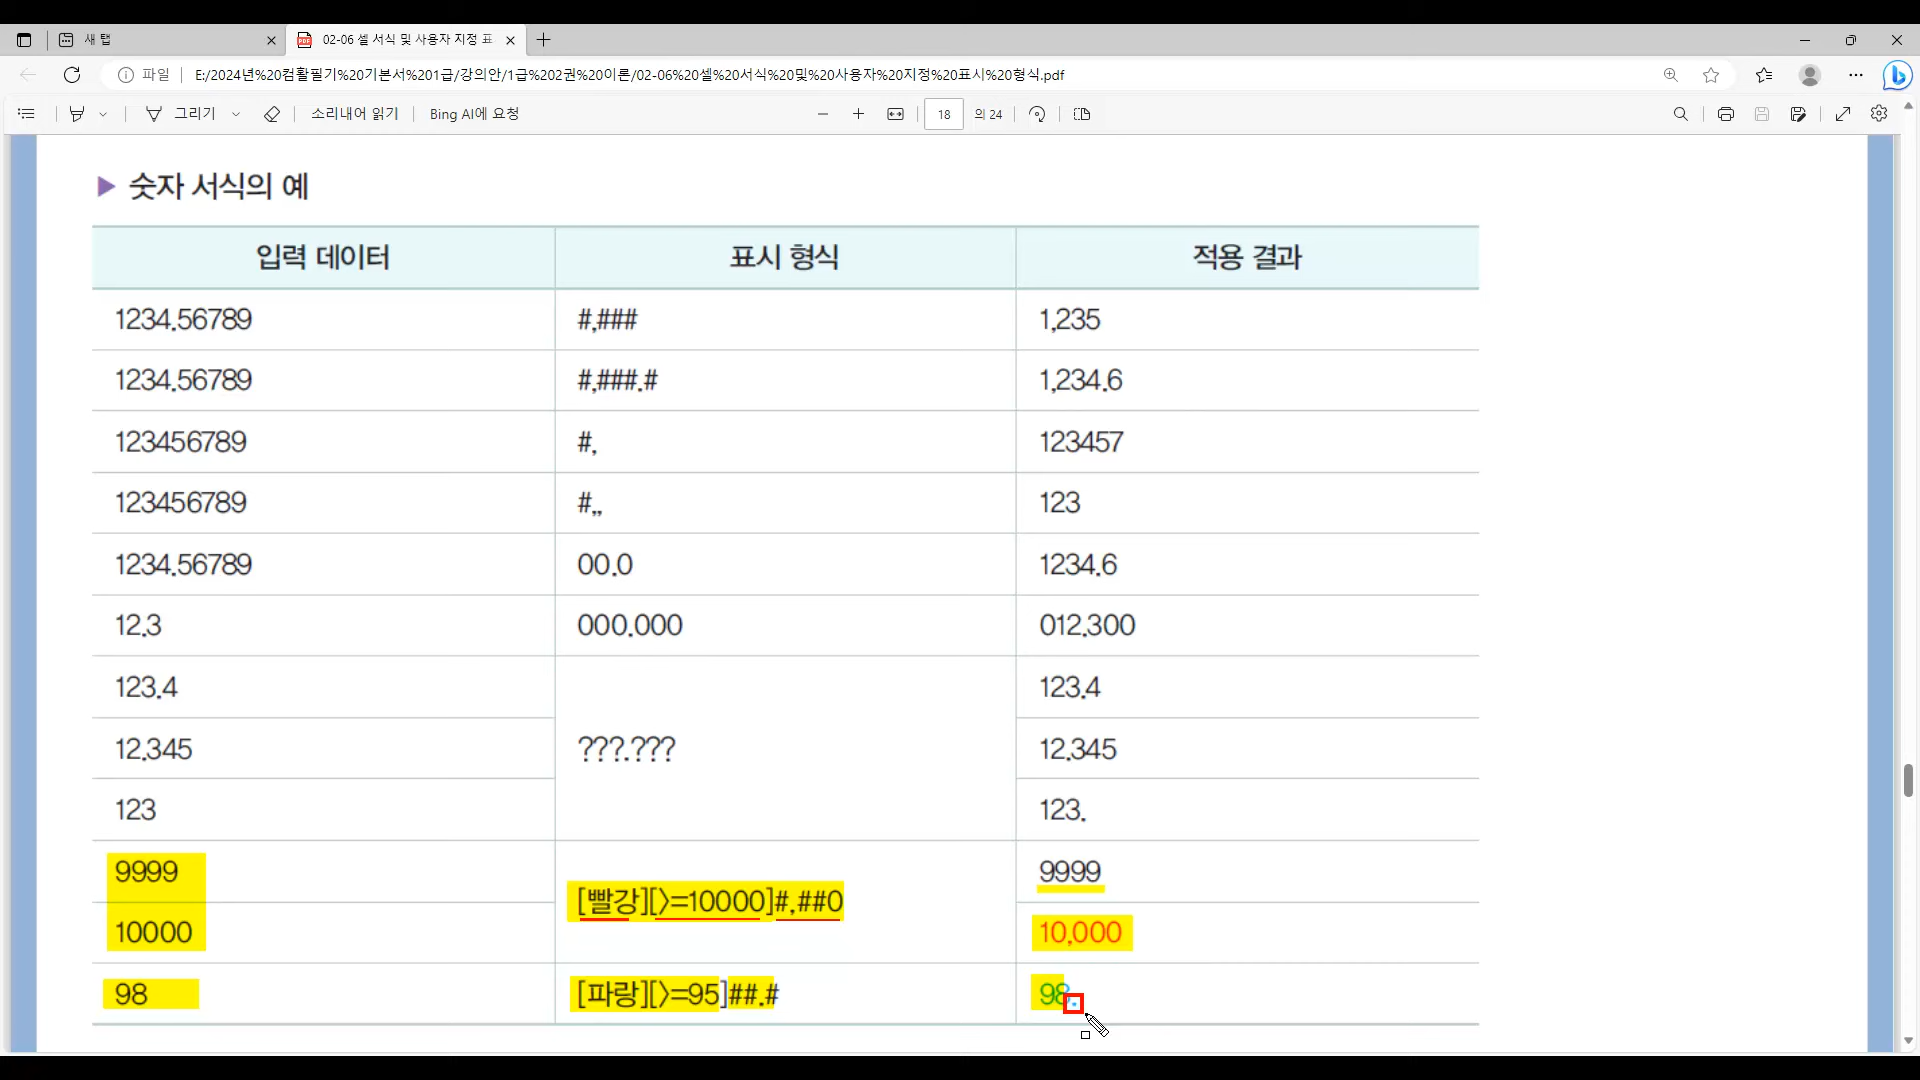 새 탭
02-06 셀 서식 및 사용자 지정 표
파일
E:/2024년%20컴활필기%20기본서%201급/강의안/1급%202권%20이론/02-06%20셀%20서식%20및%20사용자%20지정%20표시%20형식.pdf
그리기
소리내어 읽기
Bing AI에 요청
18 의 24
▶ 숫자 서식의 예
입력 데이터 표시 형식 적용 결과
1234.56789 #,### 1,235
1234.56789 #,###.# 1,234.6
123456789 #, 123457
123456789 #,, 123
1234.56789 00.0 1234.6
12.3 000.000 012.300
123.4 123.4
12.345 ???.??? 12.345
123 123.
9999 9999
[빨강][>=10000]#,##0
10000 10,000
98 [파랑][>=95]##.# 98.